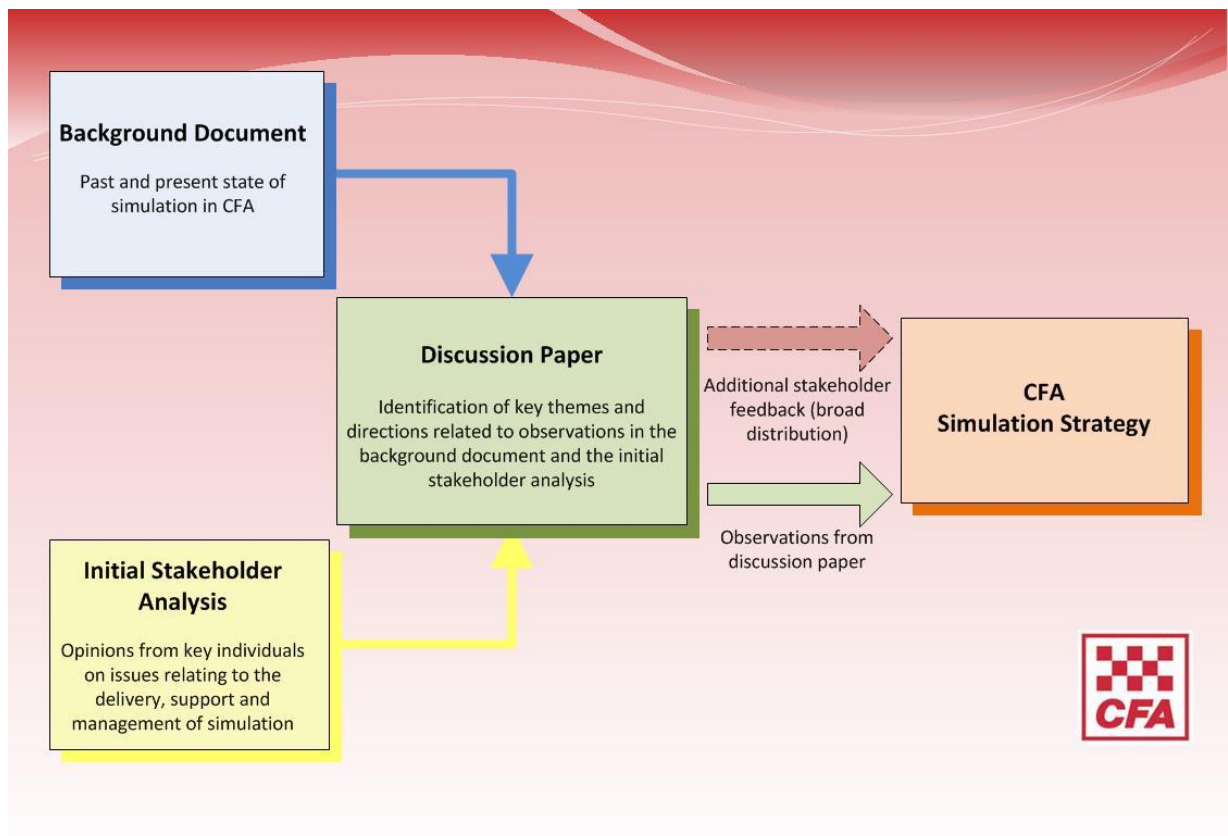 Background Document
Past and present state of
simulation in CFA
Discussion Paper
Identification of key themes and
directions related to observations in the
background document and the initial
stakeholder analysis
Additional stakeholder
feedback (broad
distribution)
Observations from
discussion paper
CFA
Simulation Strategy
Initial Stakeholder
Analysis
Opinions from key individuals
on issues relating to the
delivery, support and
management of simulation
CFA